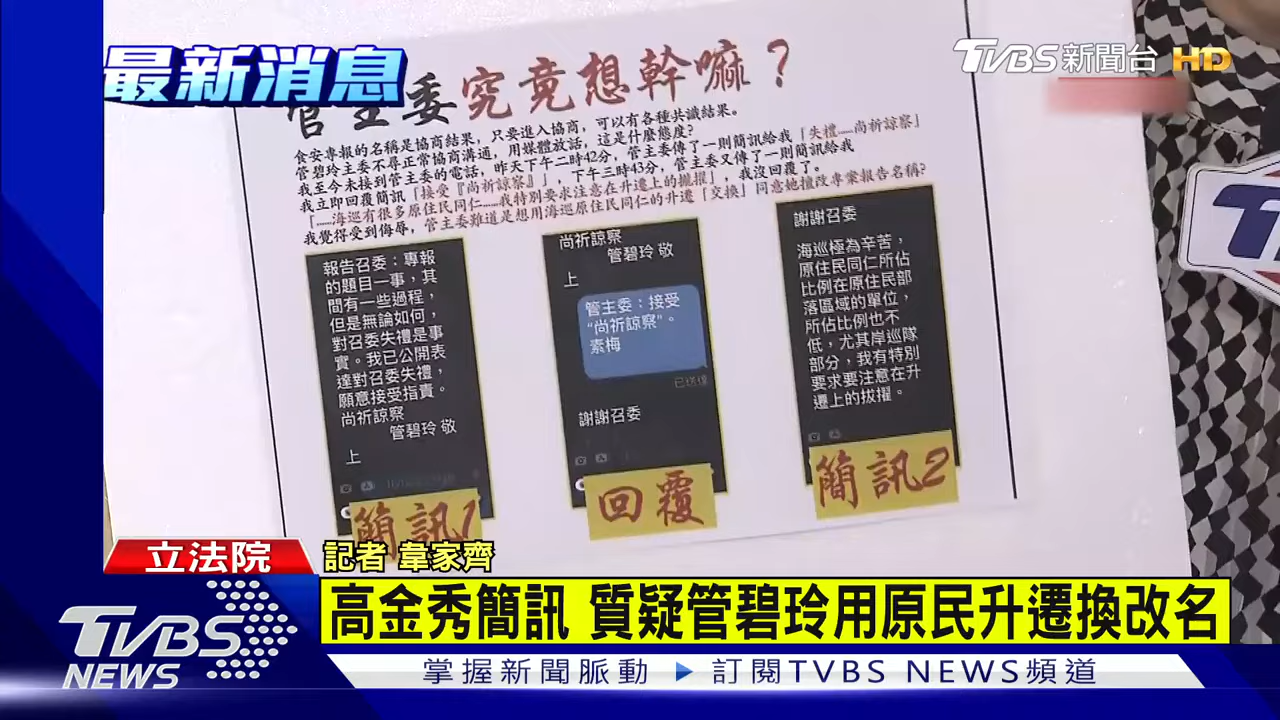 最新消息
TVBS新聞台 HD
管主委究竟想幹嘛？
食安專報的名稱是協商結果，只要進入協商，可以有各種共識結果。
管碧玲主委不尋正常協商溝通，用媒體放話，這是什麼態度?
我至今未接到管主委的電話，昨天下午二時42分，管主委傳了一則簡訊給我「失禮......尚祈諒察」
我立即回覆簡訊「接受『尚祈諒察』」，下午三時43分，管主委又傳了一則簡訊給我
「......海巡有很多原住民同仁......我特別要求注意在升遷上的擺擢」，我沒回覆了。
我覺得受到侮辱，管主委難道是想用海巡原住民同仁的升遷「交換」同意她擅改專案報告名稱?
報告召委：專報
的題目一事，其
間有一些過程，
但是無論如何，
對召委失禮是事
實。我已公開表
達對召委失禮，
願意接受指責。
尚祈諒察
管碧玲 敬
上
簡訊1
尚祈諒察
管碧玲 敬
上
管主委：接受
“尚祈諒察”。
素梅
謝謝召委
回覆
謝謝召委
海巡極為辛苦，
原住民同仁所佔
比例在原住民部
落區域的單位，
所佔比例也不
低，尤其岸巡隊
部分，我有特別
要求要注意在升
遷上的拔擢。
簡訊2
立法院
記者 韋家齊
高金秀簡訊 質疑管碧玲用原民升遷換改名
TVBS NEWS
掌握新聞脈動 訂閱TVBS NEWS頻道